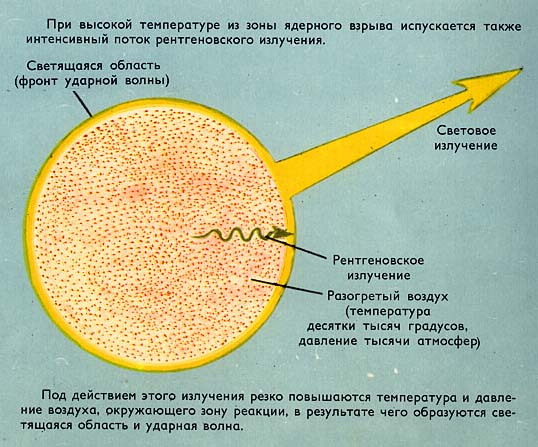 При высокой температуре из зоны ядерного взрыва испускается также
интенсивный поток рентгеновского излучения.
Светящаяся область
(фронт ударной волны)
Световое
излучение
Рентгеновское
излучение
Разогретый воздух
(температура
десятки тысяч градусов,
давление тысячи атмосфер)
Под действием этого излучения резко повышаются температура и давле-
ние воздуха, окружающего зону реакции, в результате чего образуются све-
тящаяся область и ударная волна.